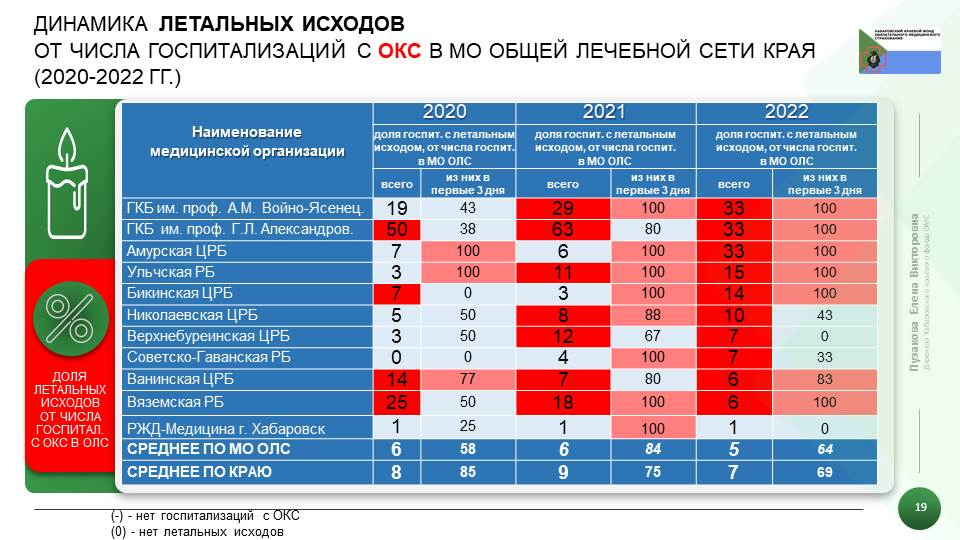 ДИНАМИКА ЛЕТАЛЬНЫХ ИСХОДОВ
ОТ ЧИСЛА ГОСПИТАЛИЗАЦИЙ С ОКС В МО ОБЩЕЙ ЛЕЧЕБНОЙ СЕТИ КРАЯ
(2020-2022 ГГ.)
ХАБАРОВСКИЙ КРАЕВОЙ ФОНД
ОБЯЗАТЕЛЬНОГО МЕДИЦИНСКОГО
СТРАХОВАНИЯ
Наименование
медицинской организации
2020 2021 2022
доля госпит. с летальным
исходом, от числа госпит.
в МО ОЛС
доля госпит. с летальным
исходом, от числа госпит.
в МО ОЛС
доля госпит. с летальным
исходом, от числа госпит.
в МО ОЛС
всего
из них в
первые 3 дня
всего
из них в
первые 3 дня
всего
из них в
первые 3 дня
ГКБ им. проф. А.М. Войно-Ясенец. 19 43 29 100 33 100
ГКБ им. проф. Г.Л. Александров. 50 38 63 80 33 100
Амурская ЦРБ 7 100 6 100 33 100
Ульчская РБ 3 100 11 100 15 100
Бикинская ЦРБ 7 0 3 100 14 100
Николаевская ЦРБ 5 50 8 88 10 43
Верхнебуреинская ЦРБ 3 50 12 67 7 0
Советско-Гаванская РБ 0 0 4 100 7 33
Ванинская ЦРБ 14 77 7 80 6 83
Вяземская РБ 25 50 18 100 6 100
РЖД-Медицина г. Хабаровск 1 25 1 100 1 0
СРЕДНЕЕ ПО МО ОЛС 6 58 6 84 5 64
СРЕДНЕЕ ПО КРАЮ 8 85 9 75 7 69
%
ДОЛЯ
ЛЕТАЛЬНЫХ
ИСХОДОВ
ОТ ЧИСЛА
ГОСПИТАЛ.
С ОКС В ОЛС
Пузакова Елена Викторовна
Директор Хабаровского краевого фонда ОМС
19
(-) - нет госпитализаций с ОКС
(0) - нет летальных исходов